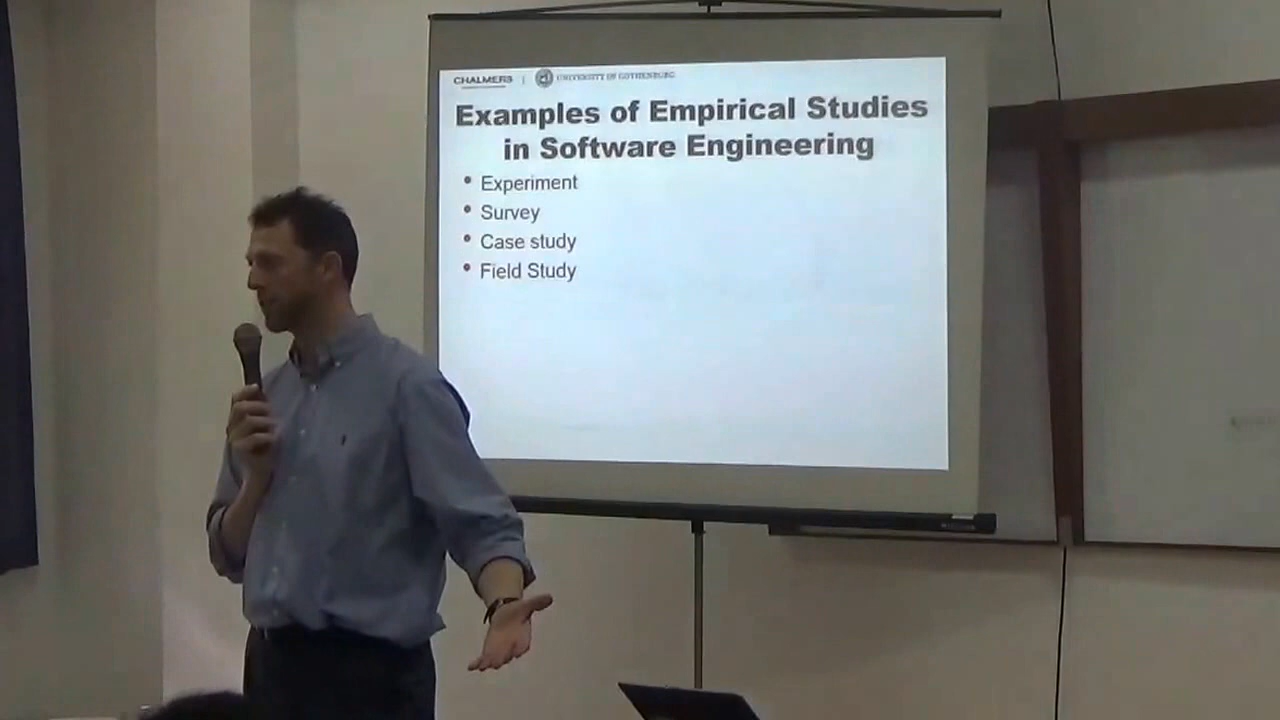 CHALMERS | UNIVERSITY OF GOTHENBURG
Examples of Empirical Studies
in Software Engineering
• Experiment
• Survey
• Case study
• Field Study